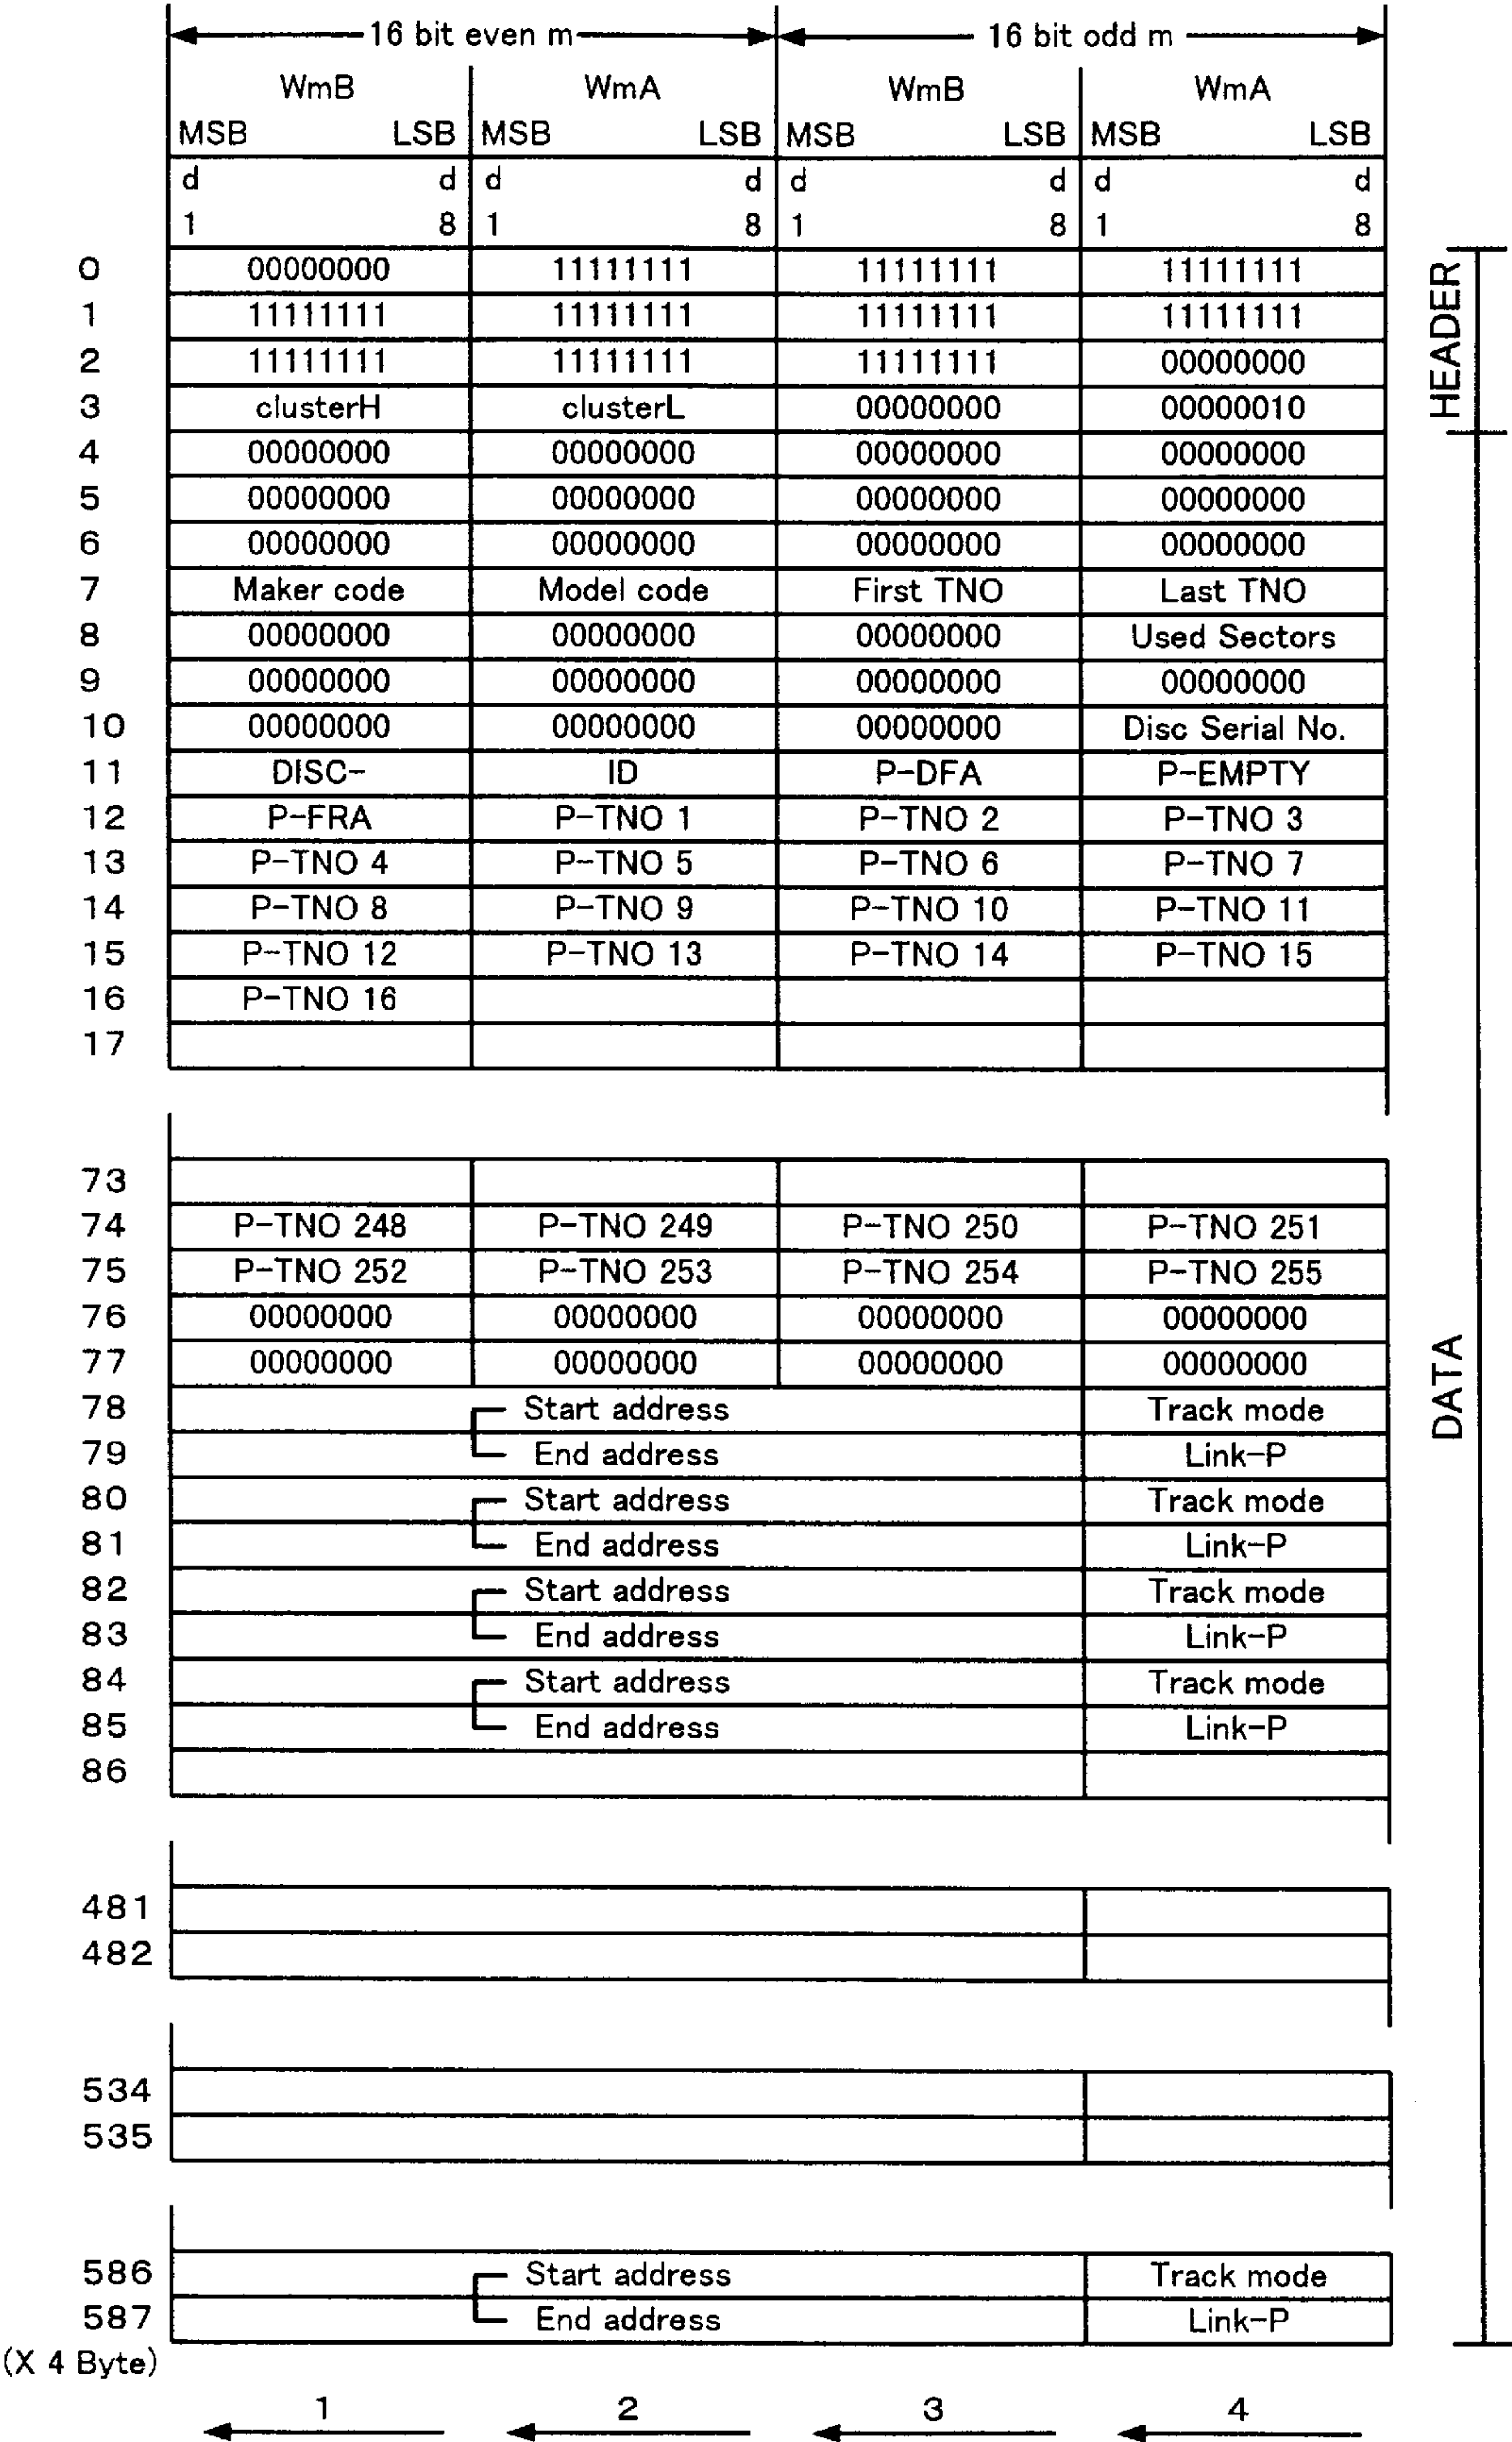 16 bit even m 16 bit odd m
WmB WmA WmB WmA
MSB LSB MSB LSB MSB LSB MSB LSB
d d d d d d d d
1 8 1 8 1 8 1 8
0 00000000 11111111 11111111 11111111
1 11111111 11111111 11111111 11111111
2 11111111 11111111 11111111 00000000
3 clusterH clusterL 00000000 00000010
HEADER
4 00000000 00000000 00000000 00000000
5 00000000 00000000 00000000 00000000
6 00000000 00000000 00000000 00000000
7 Maker code Model code First TNO Last TNO
8 00000000 00000000 00000000 Used Sectors
9 00000000 00000000 00000000 00000000
10 00000000 00000000 00000000 Disc Serial No.
11 DISC- ID P-DFA P-EMPTY
12 P-FRA P-TNO 1 P-TNO 2 P-TNO 3
13 P-TNO 4 P-TNO 5 P-TNO 6 P-TNO 7
14 P-TNO 8 P-TNO 9 P-TNO 10 P-TNO 11
15 P-TNO 12 P-TNO 13 P-TNO 14 P-TNO 15
16 P-TNO 16
17
73
74 P-TNO 248 P-TNO 249 P-TNO 250 P-TNO 251
75 P-TNO 252 P-TNO 253 P-TNO 254 P-TNO 255
76 00000000 00000000 00000000 00000000
77 00000000 00000000 00000000 00000000
DATA
78 Start address Track mode
79 End address Link-P
80 Start address Track mode
81 End address Link-P
82 Start address Track mode
83 End address Link-P
84 Start address Track mode
85 End address Link-P
86
481
482
534
535
586 Start address Track mode
587 End address Link-P
(X 4 Byte)
1 2 3 4